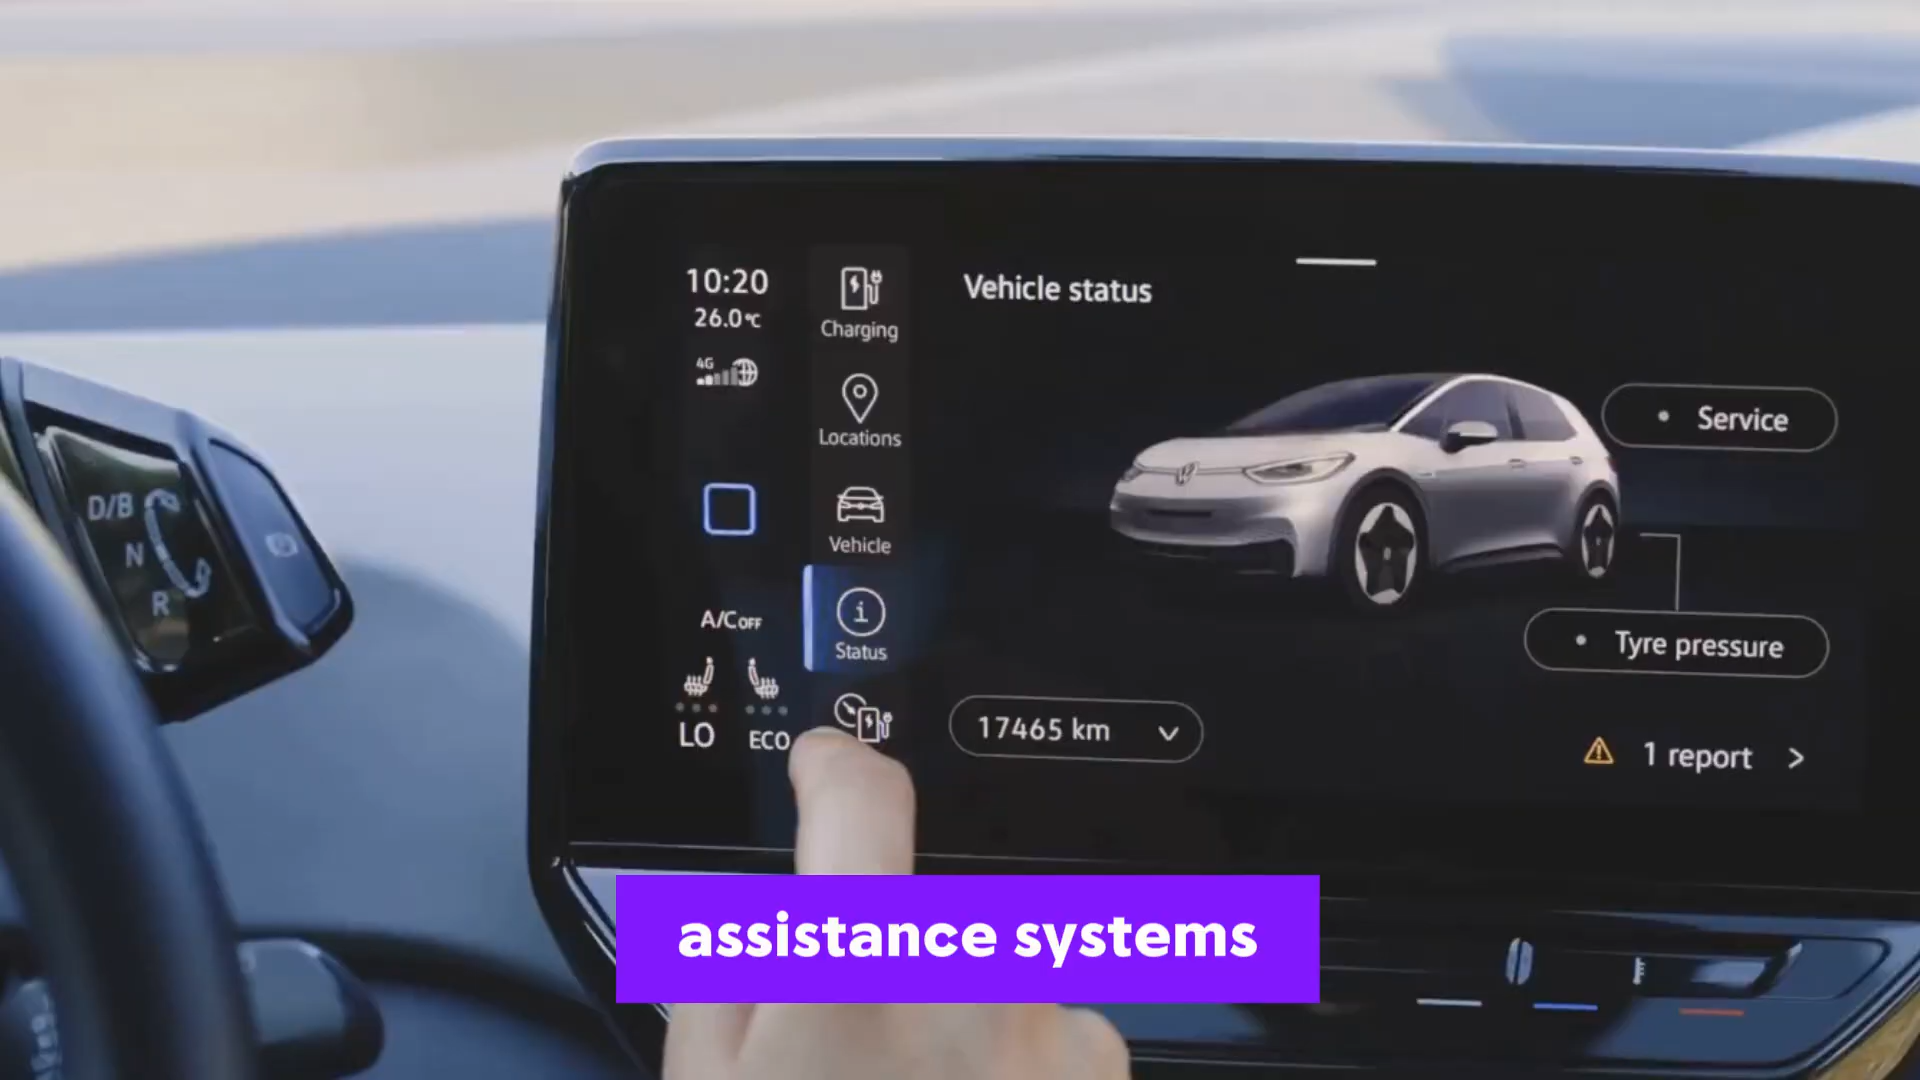 10:20
26.0°C
4G
A/C OFF
LO
ECO
Charging
Locations
Vehicle
Status
Vehicle status
Service
Tyre pressure
17465 km
1 report
D/B
N
R
assistance systems